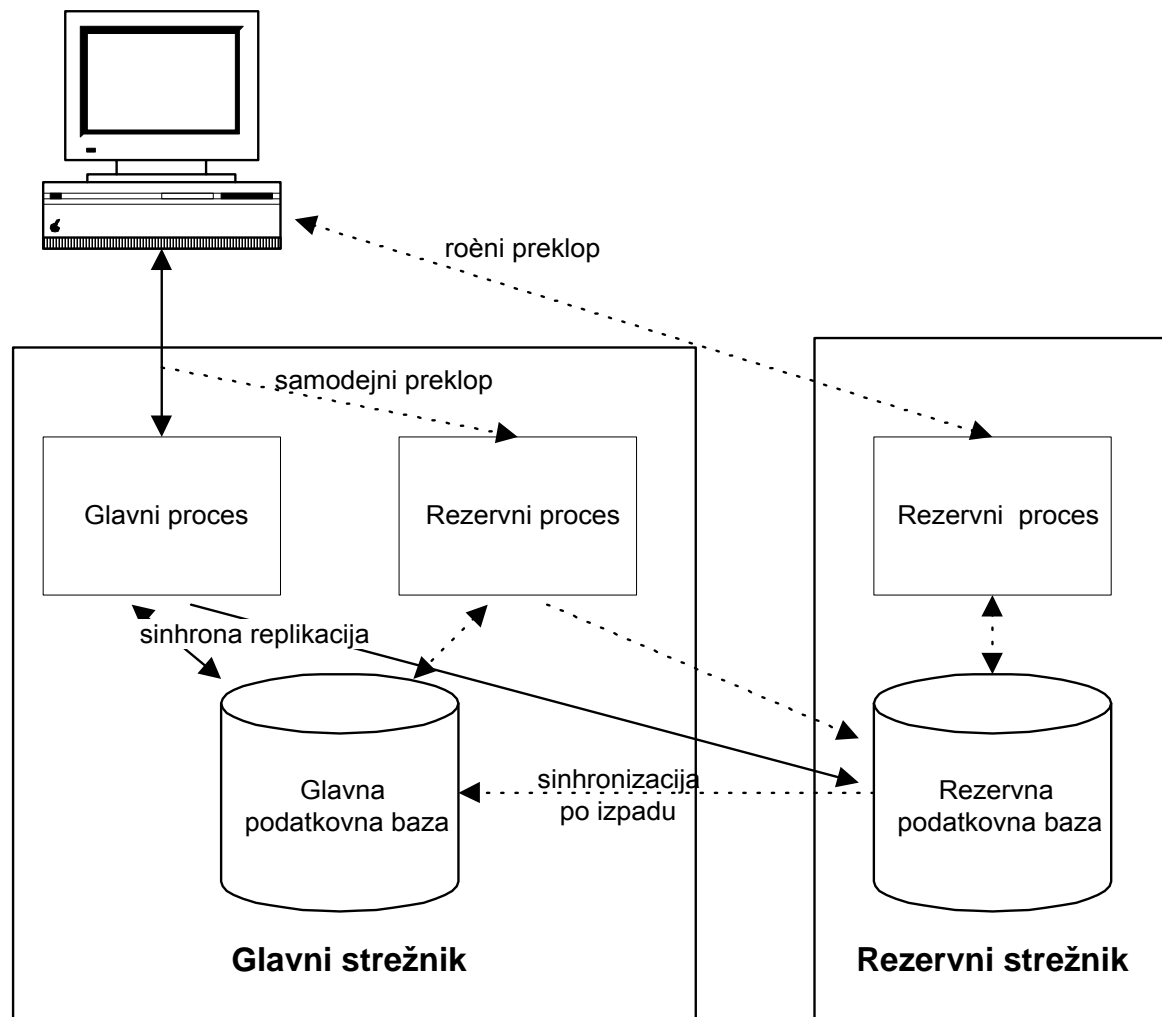 roèni preklop
samodejni preklop
Glavni proces
Rezervni proces
Rezervni proces
sinhrona replikacija
sinhronizacija
po izpadu
Glavna
podatkovna baza
Rezervna
podatkovna baza
Glavni strežnik
Rezervni strežnik